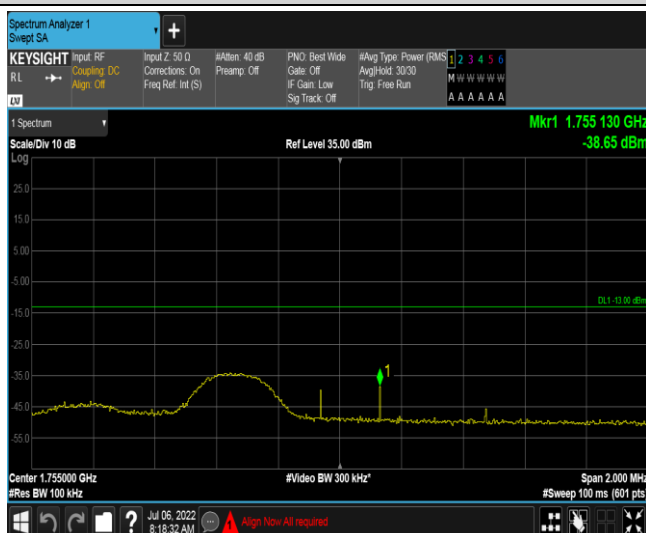 Spectrum Analyzer 1
Swept SA
+
KEYSIGHT
RL
LXI
Input: RF
Coupling: DC
Align: Off
Input Z: 50 Ω
Corrections: On
Freq Ref: Int (S)
#Atten: 40 dB
Preamp: Off
PNO: Best Wide
Gate: Off
IF Gain: Low
Sig Track: Off
#Avg Type: Power (RMS
Avg|Hold: 30/30
Trig: Free Run
1 2 3 4 5 6
M W W W W W
A A A A A A
1 Spectrum
Scale/Div 10 dB
Ref Level 35.00 dBm
Mkr1 1.755 130 GHz
-38.65 dBm
Log
25.0
15.0
5.00
-5.00
-15.0
-25.0
-35.0
-45.0
-55.0
DL1 -13.00 dBm
1
Center 1.755000 GHz
#Res BW 100 kHz
#Video BW 300 kHz*
Span 2.000 MHz
#Sweep 100 ms (601 pts)
?
Jul 06, 2022
8:18:32 AM
Align Now All required